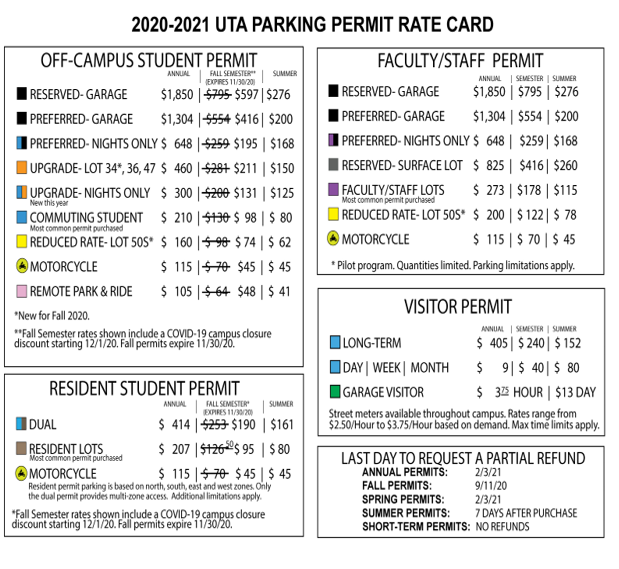 2020-2021 UTA PARKING PERMIT RATE CARD
OFF-CAMPUS STUDENT PERMIT
ANNUAL | FALL SEMESTER** | SUMMER
(EXPIRES 11/30/20)
RESERVED- GARAGE $1,850 | $795 $597 | $276
PREFERRED- GARAGE $1,304 | $554 $416 | $200
PREFERRED- NIGHTS ONLY $ 648 | $259 $195 | $168
UPGRADE- LOT 34*, 36, 47 $ 460 | $281 $211 | $150
UPGRADE- NIGHTS ONLY $ 300 | $200 $131 | $125
New this year
COMMUTING STUDENT $ 210 | $130 $ 98 | $ 80
Most common permit purchased
REDUCED RATE- LOT 50S* $ 160 | $ 98 $ 74 | $ 62
MOTORCYCLE $ 115 | $ 70 $45 | $ 45
REMOTE PARK & RIDE $ 105 | $ 64 $48 | $ 41
*New for Fall 2020.
**Fall Semester rates shown include a COVID-19 campus closure
discount starting 12/1/20. Fall permits expire 11/30/20.
RESIDENT STUDENT PERMIT
ANNUAL | FALL SEMESTER* | SUMMER
(EXPIRES 11/30/20)
DUAL $ 414 | $253 $190 | $161
RESIDENT LOTS $ 207 | $126.50 $ 95 | $ 80
Most common permit purchased
MOTORCYCLE $ 115 | $ 70 $ 45 | $ 45
Resident permit parking is based on north, south, east and west zones. Only
the dual permit provides multi-zone access. Additional limitations apply.
*Fall Semester rates shown include a COVID-19 campus closure
discount starting 12/1/20. Fall permits expire 11/30/20.
FACULTY/STAFF PERMIT
ANNUAL | SEMESTER | SUMMER
RESERVED- GARAGE $1,850 | $795 | $276
PREFERRED- GARAGE $1,304 | $554 | $200
PREFERRED- NIGHTS ONLY $ 648 | $259 | $168
RESERVED- SURFACE LOT $ 825 | $416 | $260
FACULTY/STAFF LOTS $ 273 | $178 | $115
Most common permit purchased
REDUCED RATE- LOT 50S* $ 200 | $ 122 | $ 78
MOTORCYCLE $ 115 | $ 70 | $ 45
* Pilot program. Quantities limited. Parking limitations apply.
VISITOR PERMIT
ANNUAL | SEMESTER | SUMMER
LONG-TERM $ 405 | $ 240 | $ 152
DAY | WEEK | MONTH $ 9 | $ 40 | $ 80
GARAGE VISITOR $ 3.75 HOUR | $13 DAY
Street meters available throughout campus. Rates range from
$2.50/Hour to $3.75/Hour based on demand. Max time limits apply.
LAST DAY TO REQUEST A PARTIAL REFUND
ANNUAL PERMITS: 2/3/21
FALL PERMITS: 9/11/20
SPRING PERMITS: 2/3/21
SUMMER PERMITS: 7 DAYS AFTER PURCHASE
SHORT-TERM PERMITS: NO REFUNDS